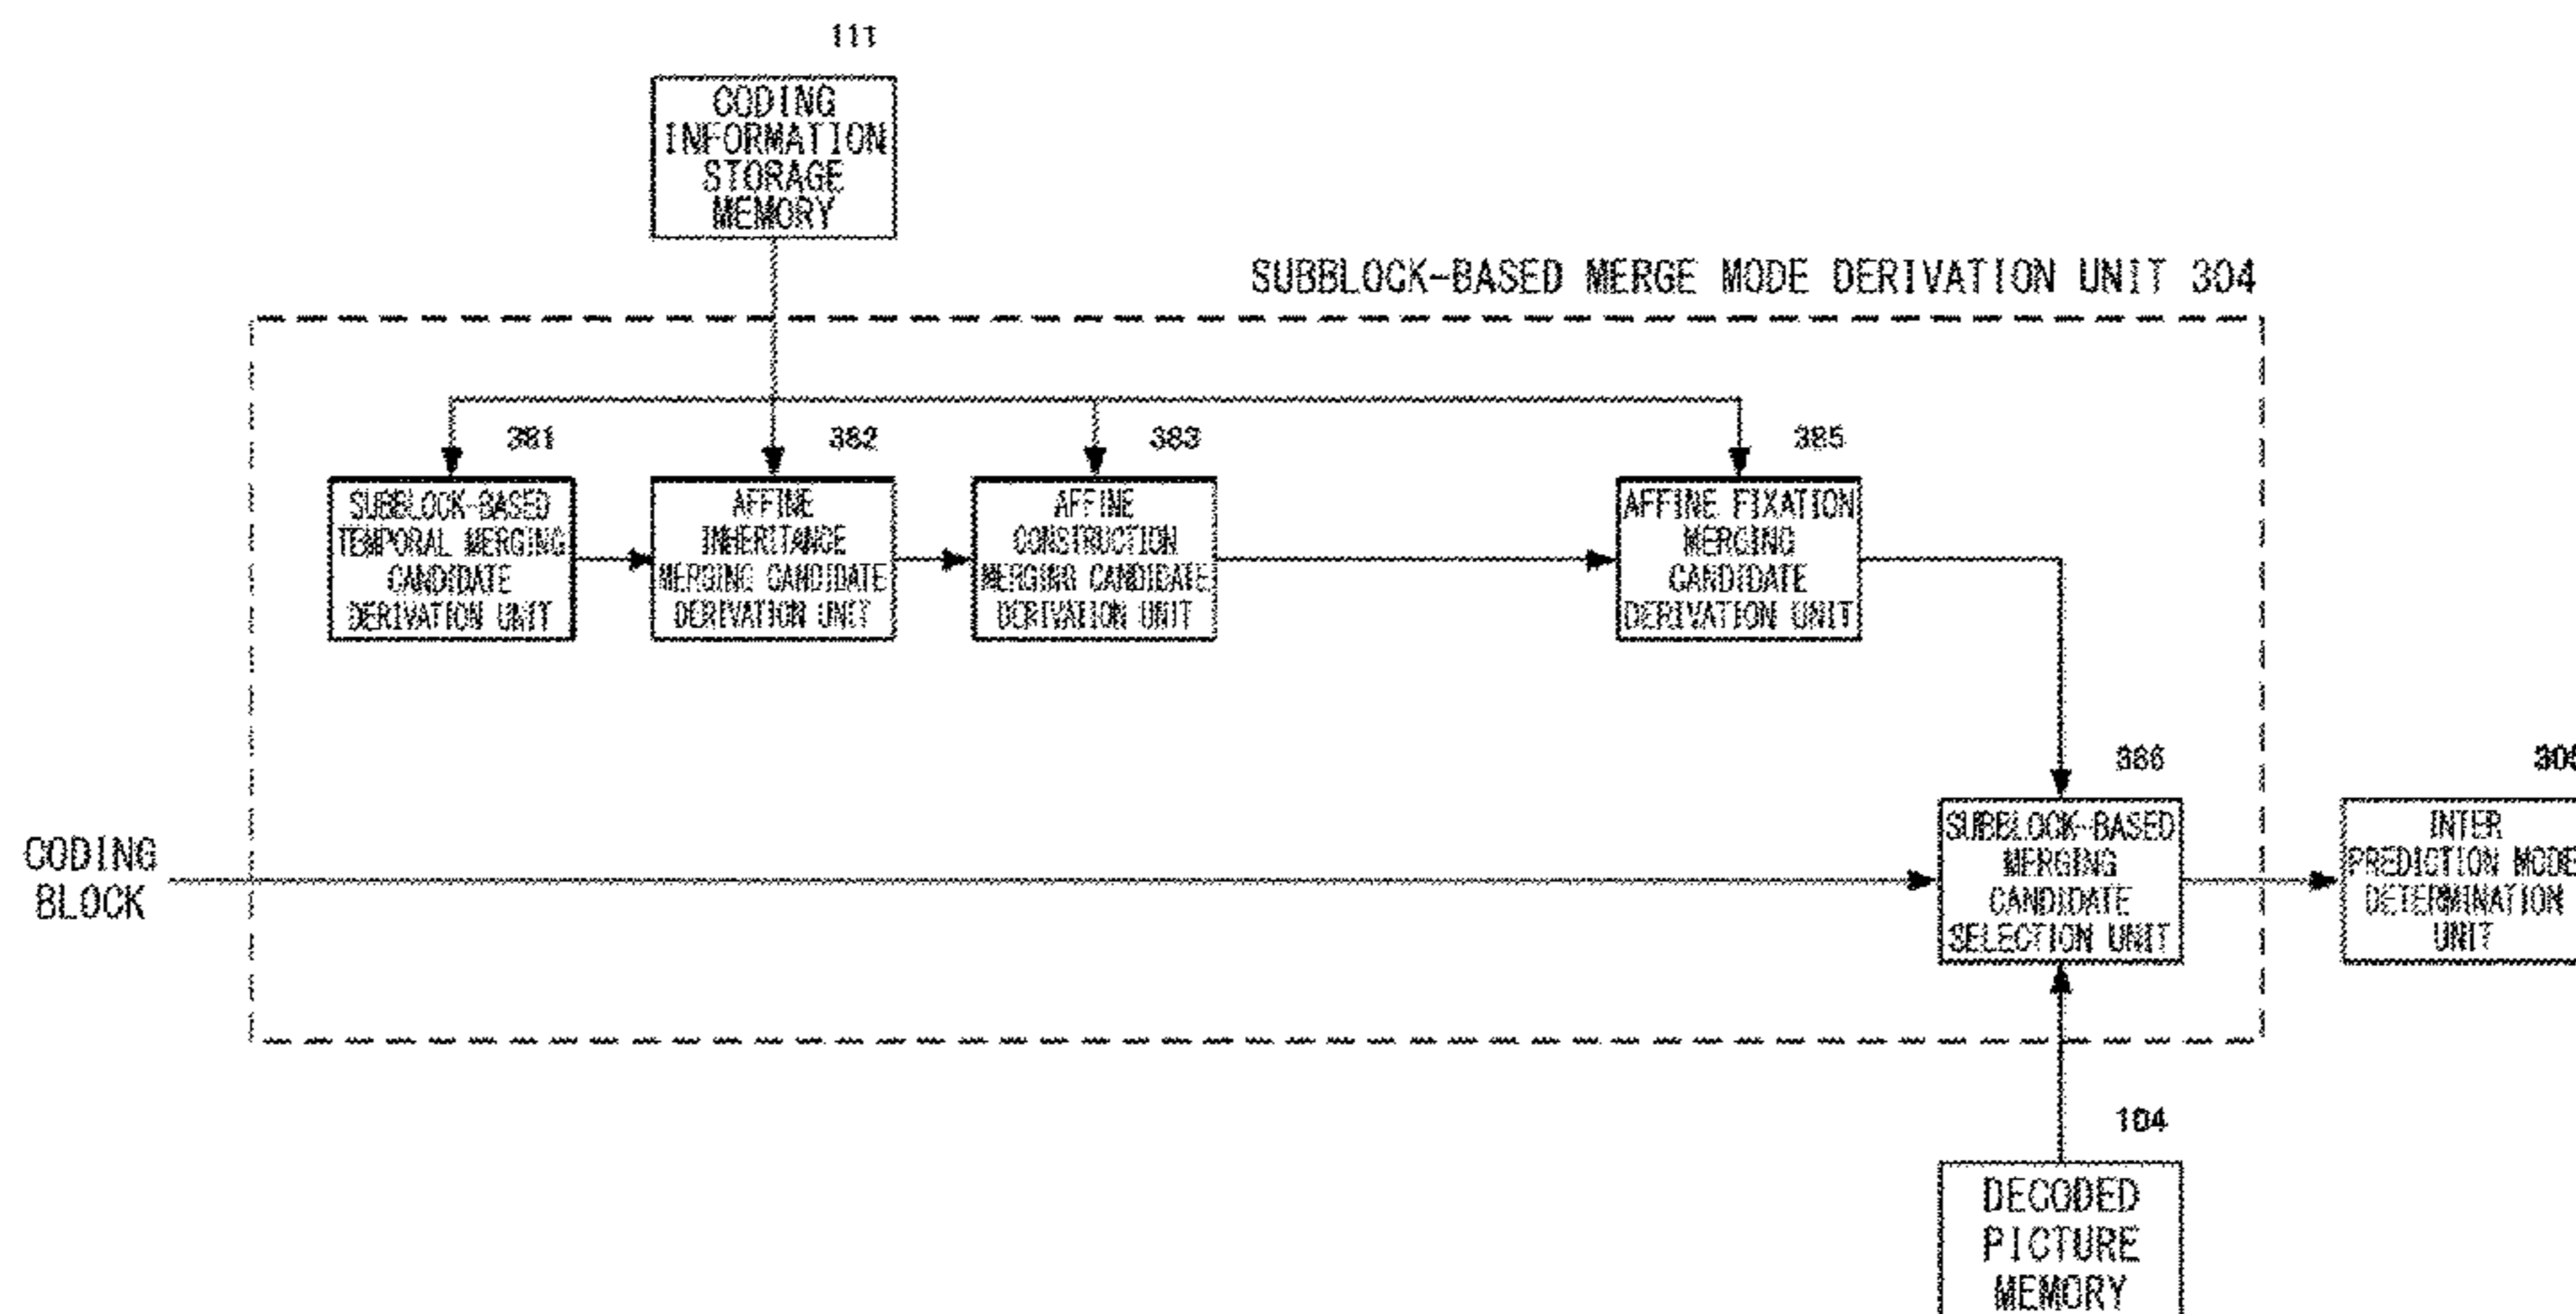 111
CODING
INFORMATION
STORAGE
MEMORY
SUBBLOCK-BASED MERGE MODE DERIVATION UNIT 304
381
SUBBLOCK-BASED
TEMPORAL MERGING
CANDIDATE
DERIVATION UNIT
382
AFFINE
INHERITANCE
MERGING CANDIDATE
DERIVATION UNIT
383
AFFINE
CONSTRUCTION
MERGING CANDIDATE
DERIVATION UNIT
385
AFFINE FIXATION
MERGING
CANDIDATE
DERIVATION UNIT
CODING
BLOCK
386
SUBBLOCK-BASED
MERGING
CANDIDATE
SELECTION UNIT
INTER
PREDICTION MODE
DETERMINATION
UNIT
104
DECODED
PICTURE
MEMORY